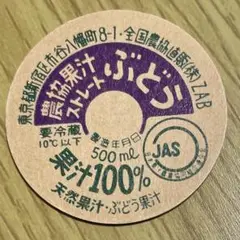 東京都新宿区市谷八幡町8-1・全国農協直販(株)ZAB
農協果汁
ストレート
ぶどう
要冷蔵
10℃以下
製造年月日
500ml
JAS
果汁100%
天然果汁・ぶどう果汁